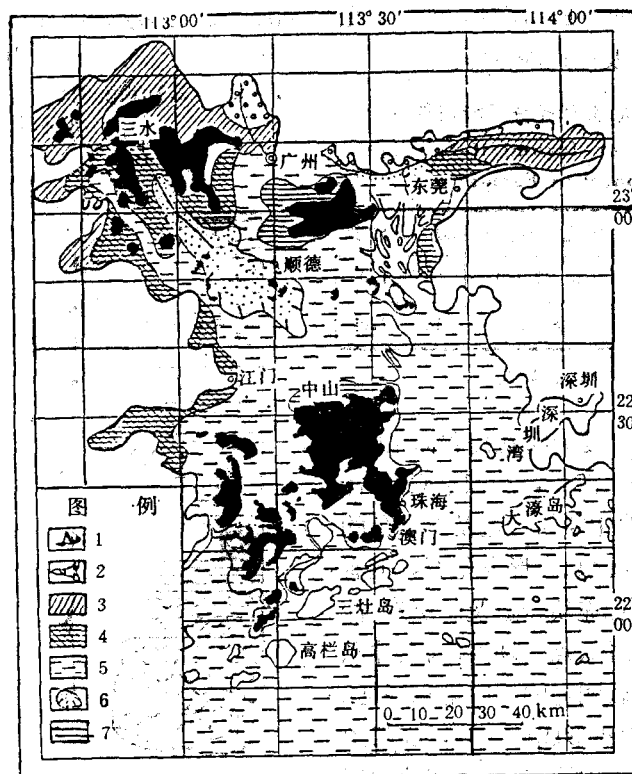 113°00′ 113°30′ 114°00′
三水
广州
东莞
23°
00′
顺德
江门
中山
深圳
22°
30′
深圳湾
图 例
珠海
大濠岛
澳门
1
2
三灶岛
22°
00′
3
4
高栏岛
5
6
7
0 10 20 30 40 km